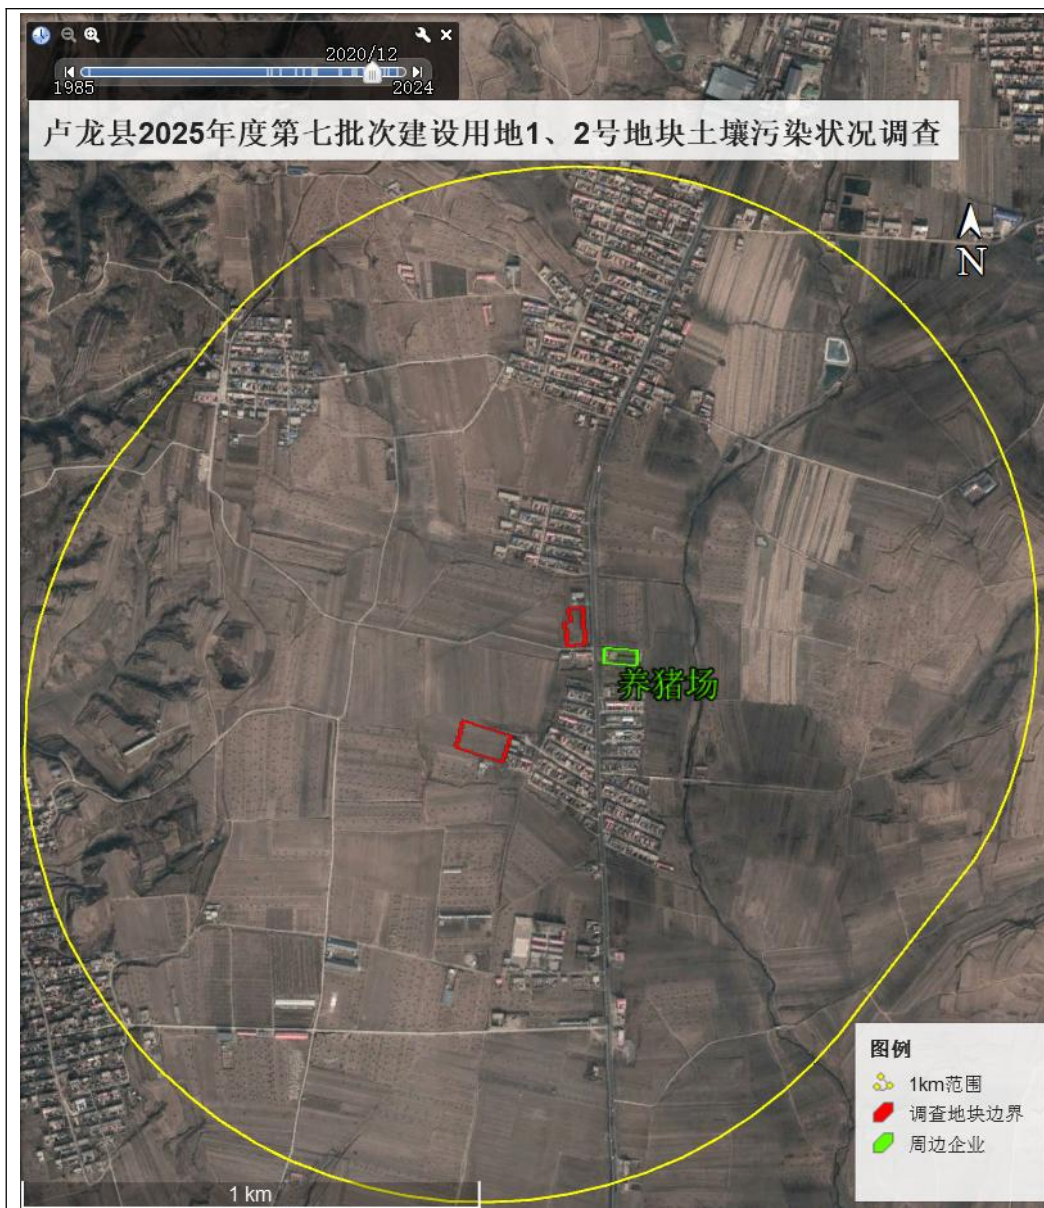 2020/12
1985
2024
卢龙县2025年度第七批次建设用地1、2号地块土壤污染状况调查
N
养猪场
图例
1km范围
调查地块边界
周边企业
1 km